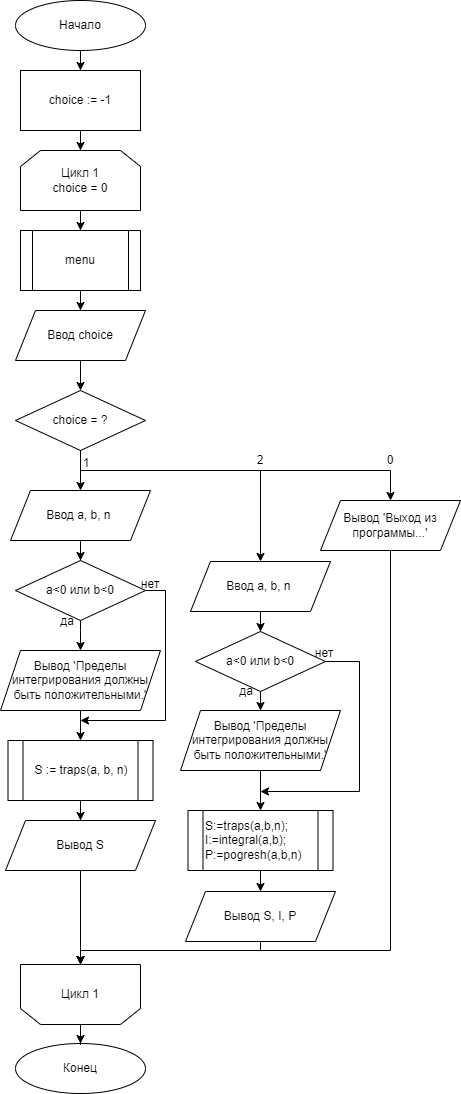 Начало
choice := -1
Цикл 1
choice = 0
menu
Ввод choice
choice = ?
1
2
0
Ввод a, b, n
Вывод 'Выход из
программы...'
a<0 или b<0
нет
да
Вывод 'Пределы
интегрирования должны
быть положительными.'
S := traps(a, b, n)
Вывод S
Ввод a, b, n
a<0 или b<0
нет
да
Вывод 'Пределы
интегрирования должны
быть положительными.'
S:=traps(a,b,n);
I:=integral(a,b);
P:=pogresh(a,b,n)
Вывод S, I, P
Цикл 1
Конец